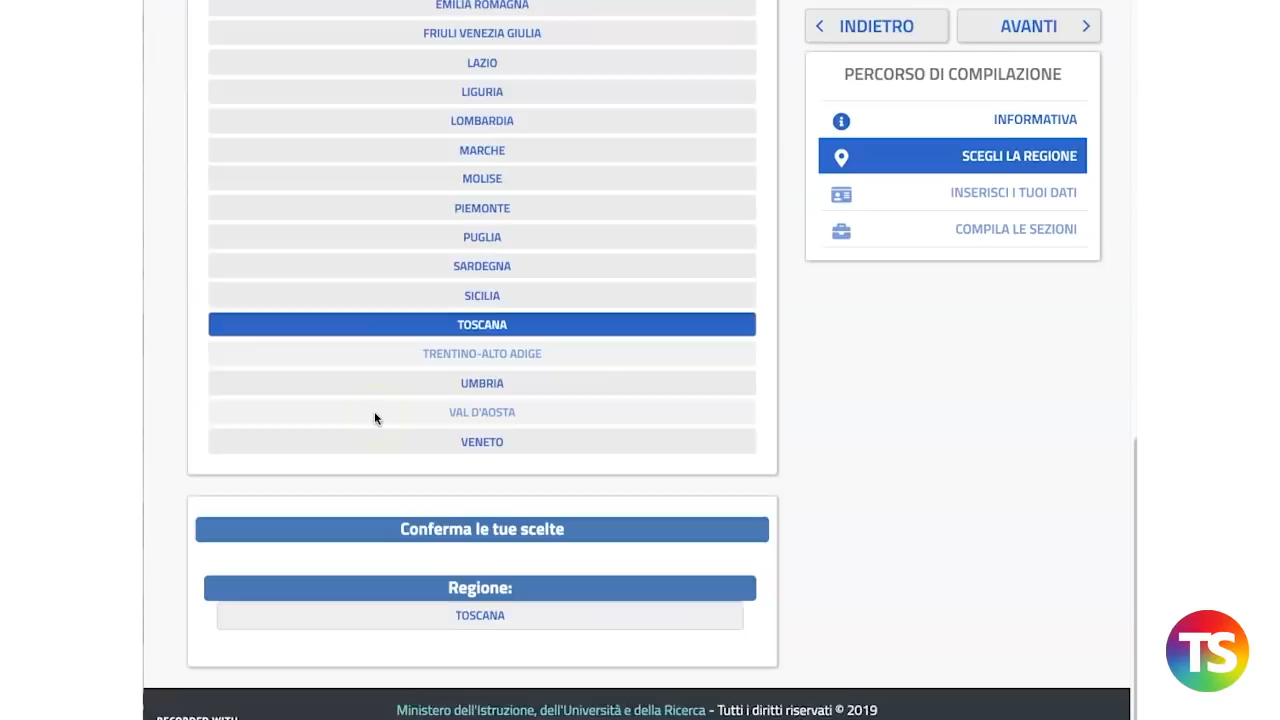 EMILIA ROMAGNA
FRIULI VENEZIA GIULIA
LAZIO
LIGURIA
LOMBARDIA
MARCHE
MOLISE
PIEMONTE
PUGLIA
SARDEGNA
SICILIA
TOSCANA
TRENTINO-ALTO ADIGE
UMBRIA
VAL D'AOSTA
VENETO
Conferma le tue scelte
Regione:
TOSCANA
INDIETRO
AVANTI
PERCORSO DI COMPILAZIONE
INFORMATIVA
SCEGLI LA REGIONE
INSERISCI I TUOI DATI
COMPILA LE SEZIONI
TS
RECORDED WITH
Ministero dell'Istruzione, dell'Università e della Ricerca - Tutti i diritti riservati © 2019